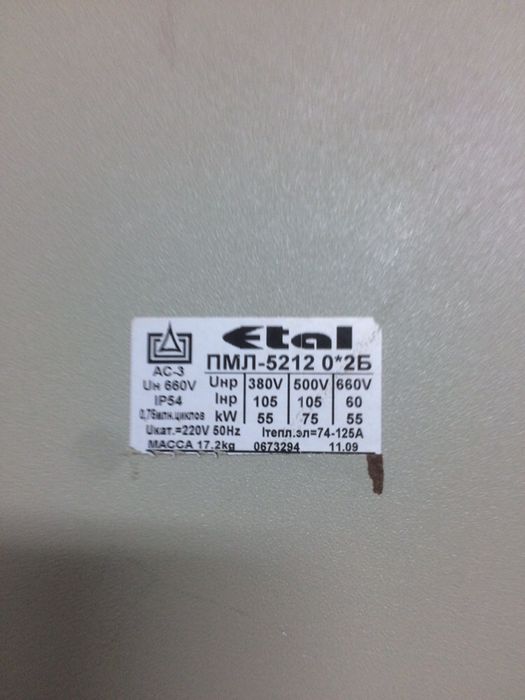 Etal
ПМЛ-5212 0*2Б
АС-3
Uн 660V
IP54
0,75млн.циклов
Uнр 380V 500V 660V
Iнр 105 105 60
kW 55 75 55
Uкат.=220V 50Hz Iтепл.эл=74-125А
МАССА 17,2kg 0673294 11.09